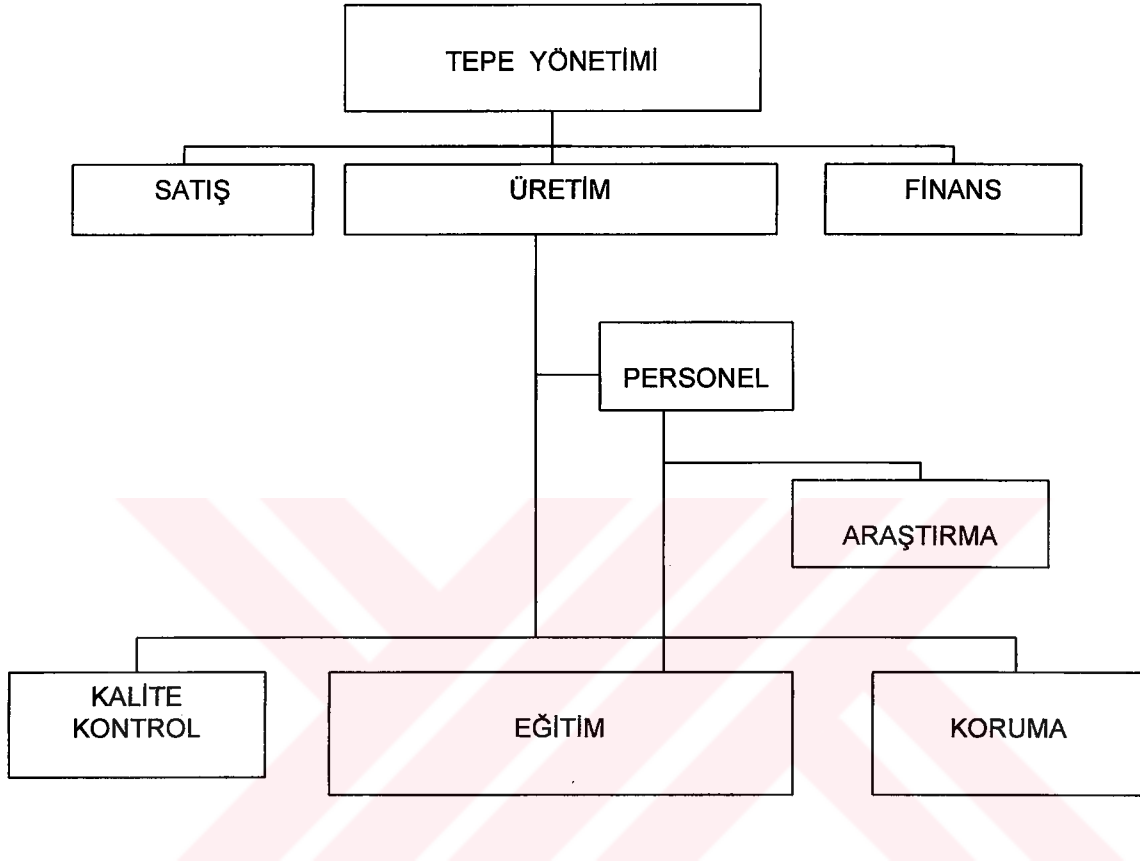 TEPE YÖNETİMİ
SATIŞ
ÜRETİM
FİNANS
PERSONEL
ARAŞTIRMA
KALİTE
KONTROL
EĞİTİM
KORUMA